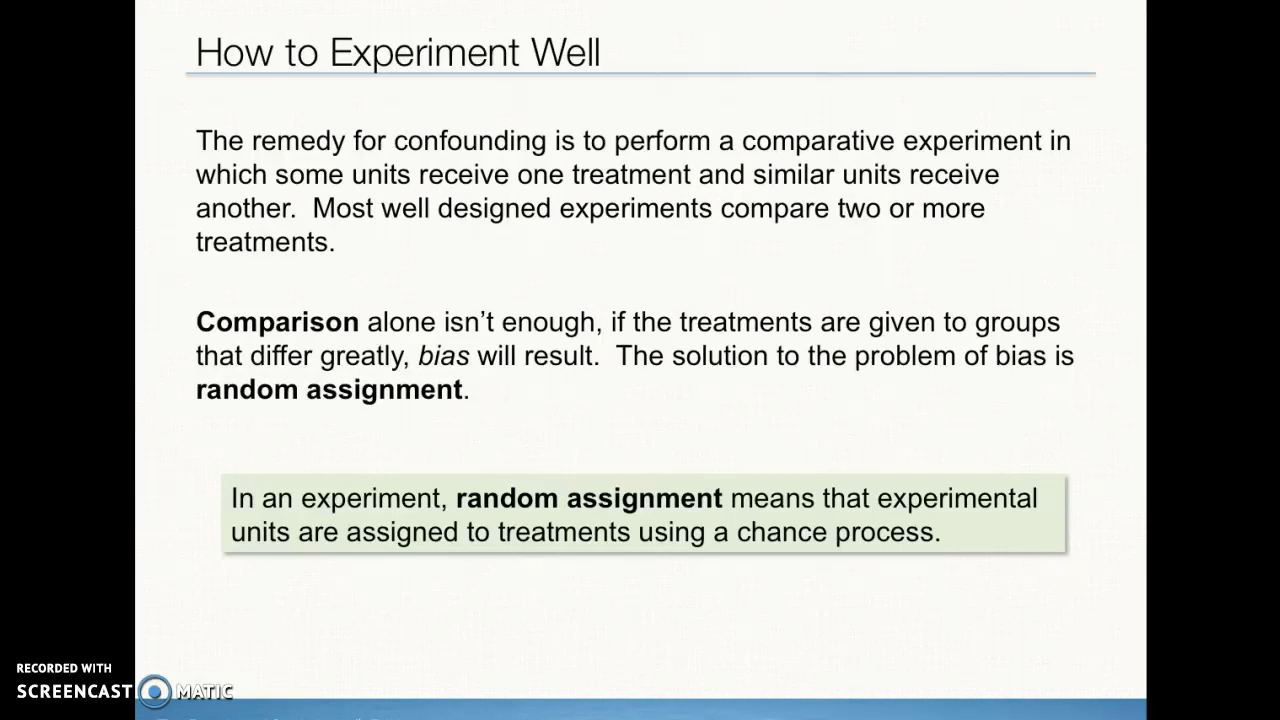 How to Experiment Well
The remedy for confounding is to perform a comparative experiment in
which some units receive one treatment and similar units receive
another.  Most well designed experiments compare two or more
treatments.
Comparison alone isn’t enough, if the treatments are given to groups
that differ greatly, bias will result.  The solution to the problem of bias is
random assignment.
In an experiment, random assignment means that experimental
units are assigned to treatments using a chance process.
RECORDED WITH
SCREENCAST MATIC